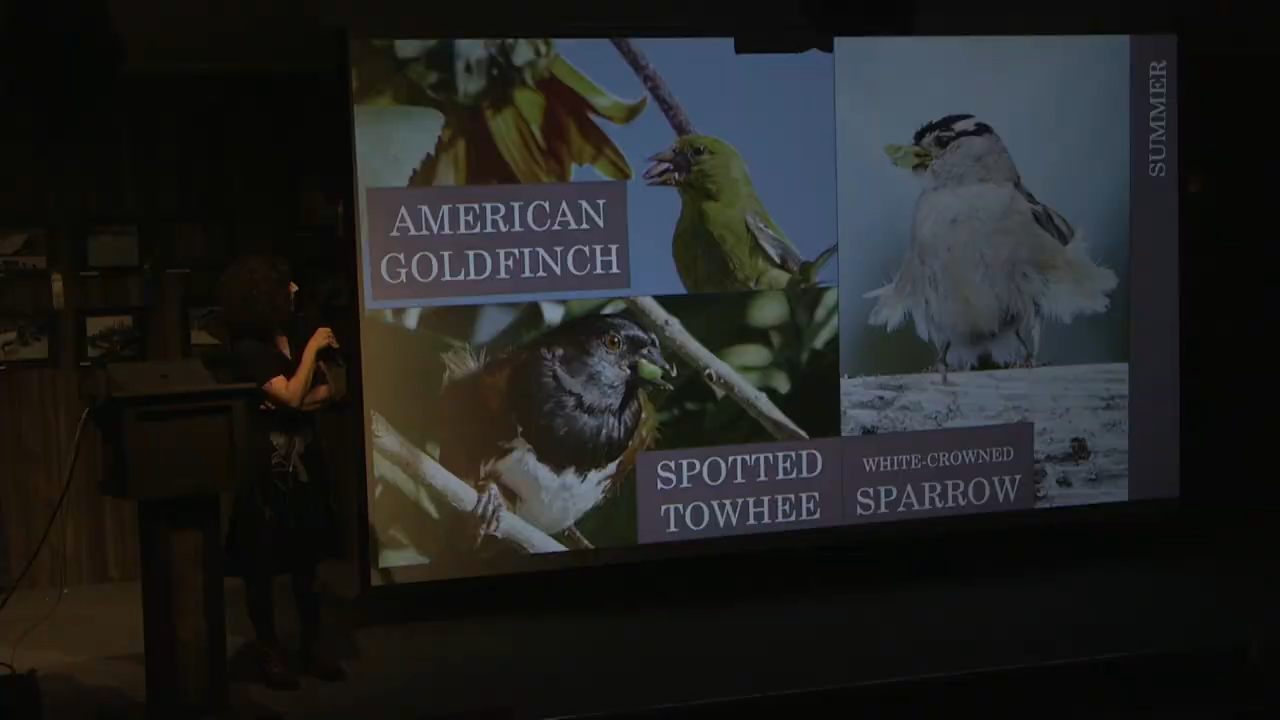 AMERICAN
GOLDFINCH
SPOTTED
TOWHEE
WHITE-CROWNED
SPARROW
SUMMER